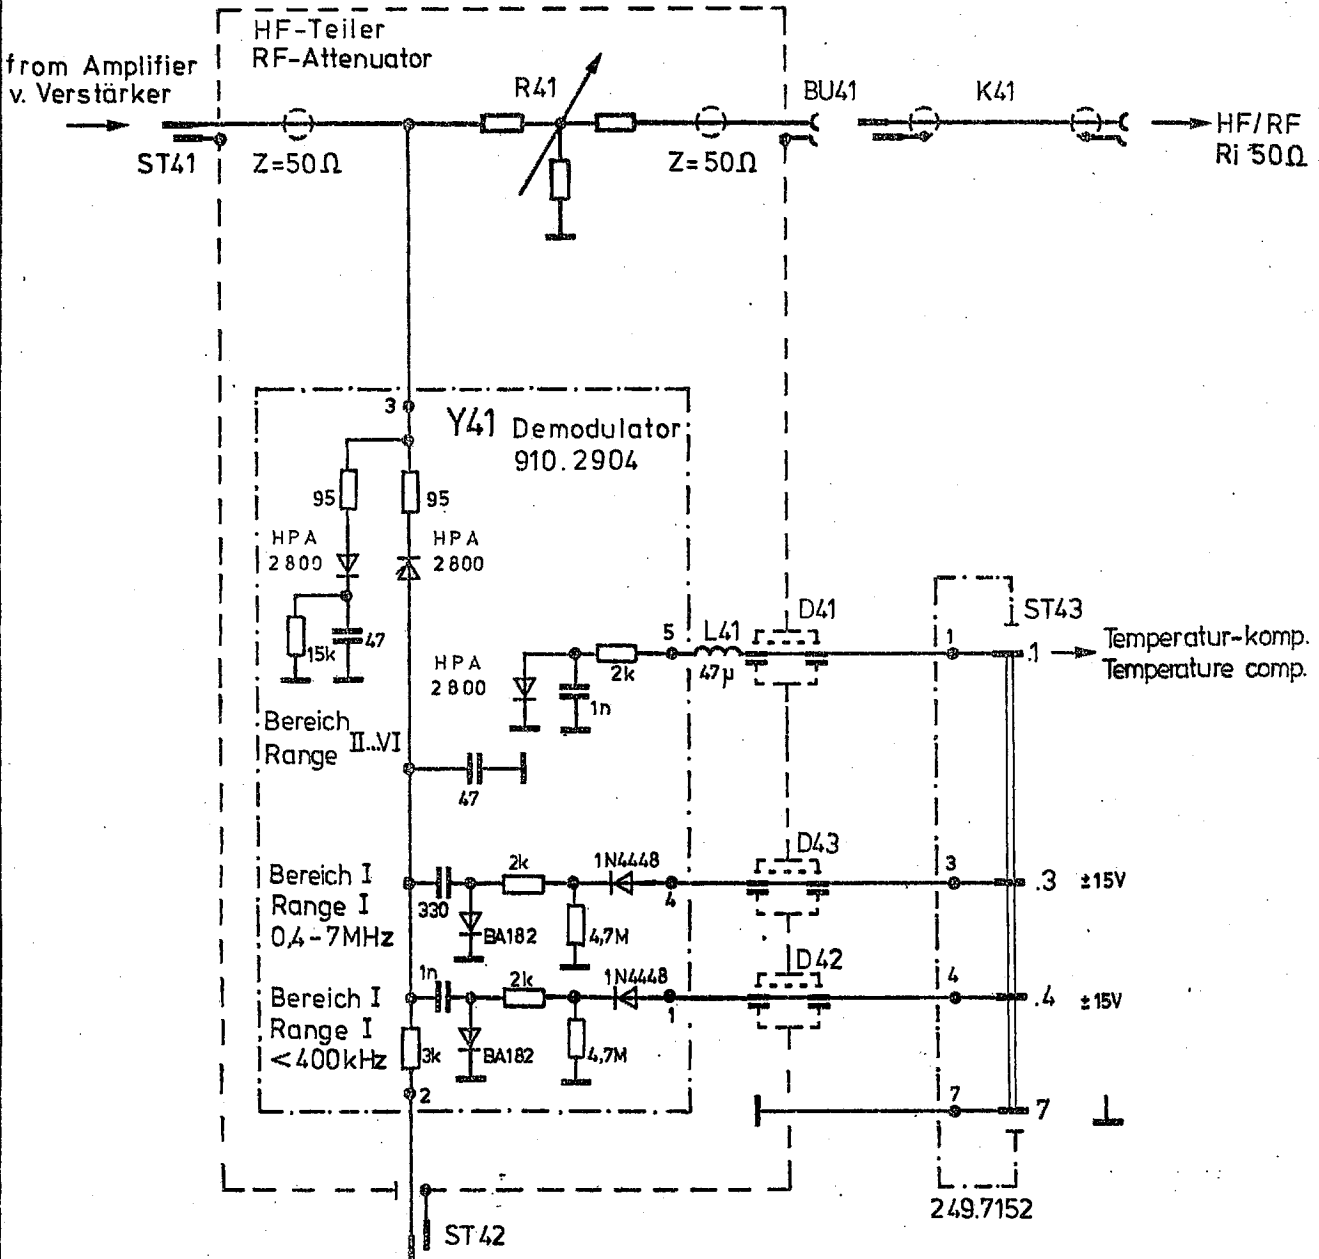 HF-Teiler
RF-Attenuator
from Amplifier
v. Verstärker
R41
BU41
K41
HF/RF
Ri 50Ω
ST41
Z=50Ω
Z=50Ω
3
Y41
Demodulator
910.2904
95
95
HPA
2800
HPA
2800
15k
47
HPA
2800
5
L41
D41
ST43
1
.1
Temperatur-komp.
Temperature comp.
2k
47µ
1n
Bereich
Range
II...VI
47
D43
Bereich I
Range I
0,4-7MHz
330
2k
1N4448
4
3
.3
±15V
BA182
4,7M
D42
Bereich I
Range I
<400kHz
1n
2k
1N4448
1
4
.4
±15V
3k
BA182
4,7M
2
7
7
249.7152
ST42